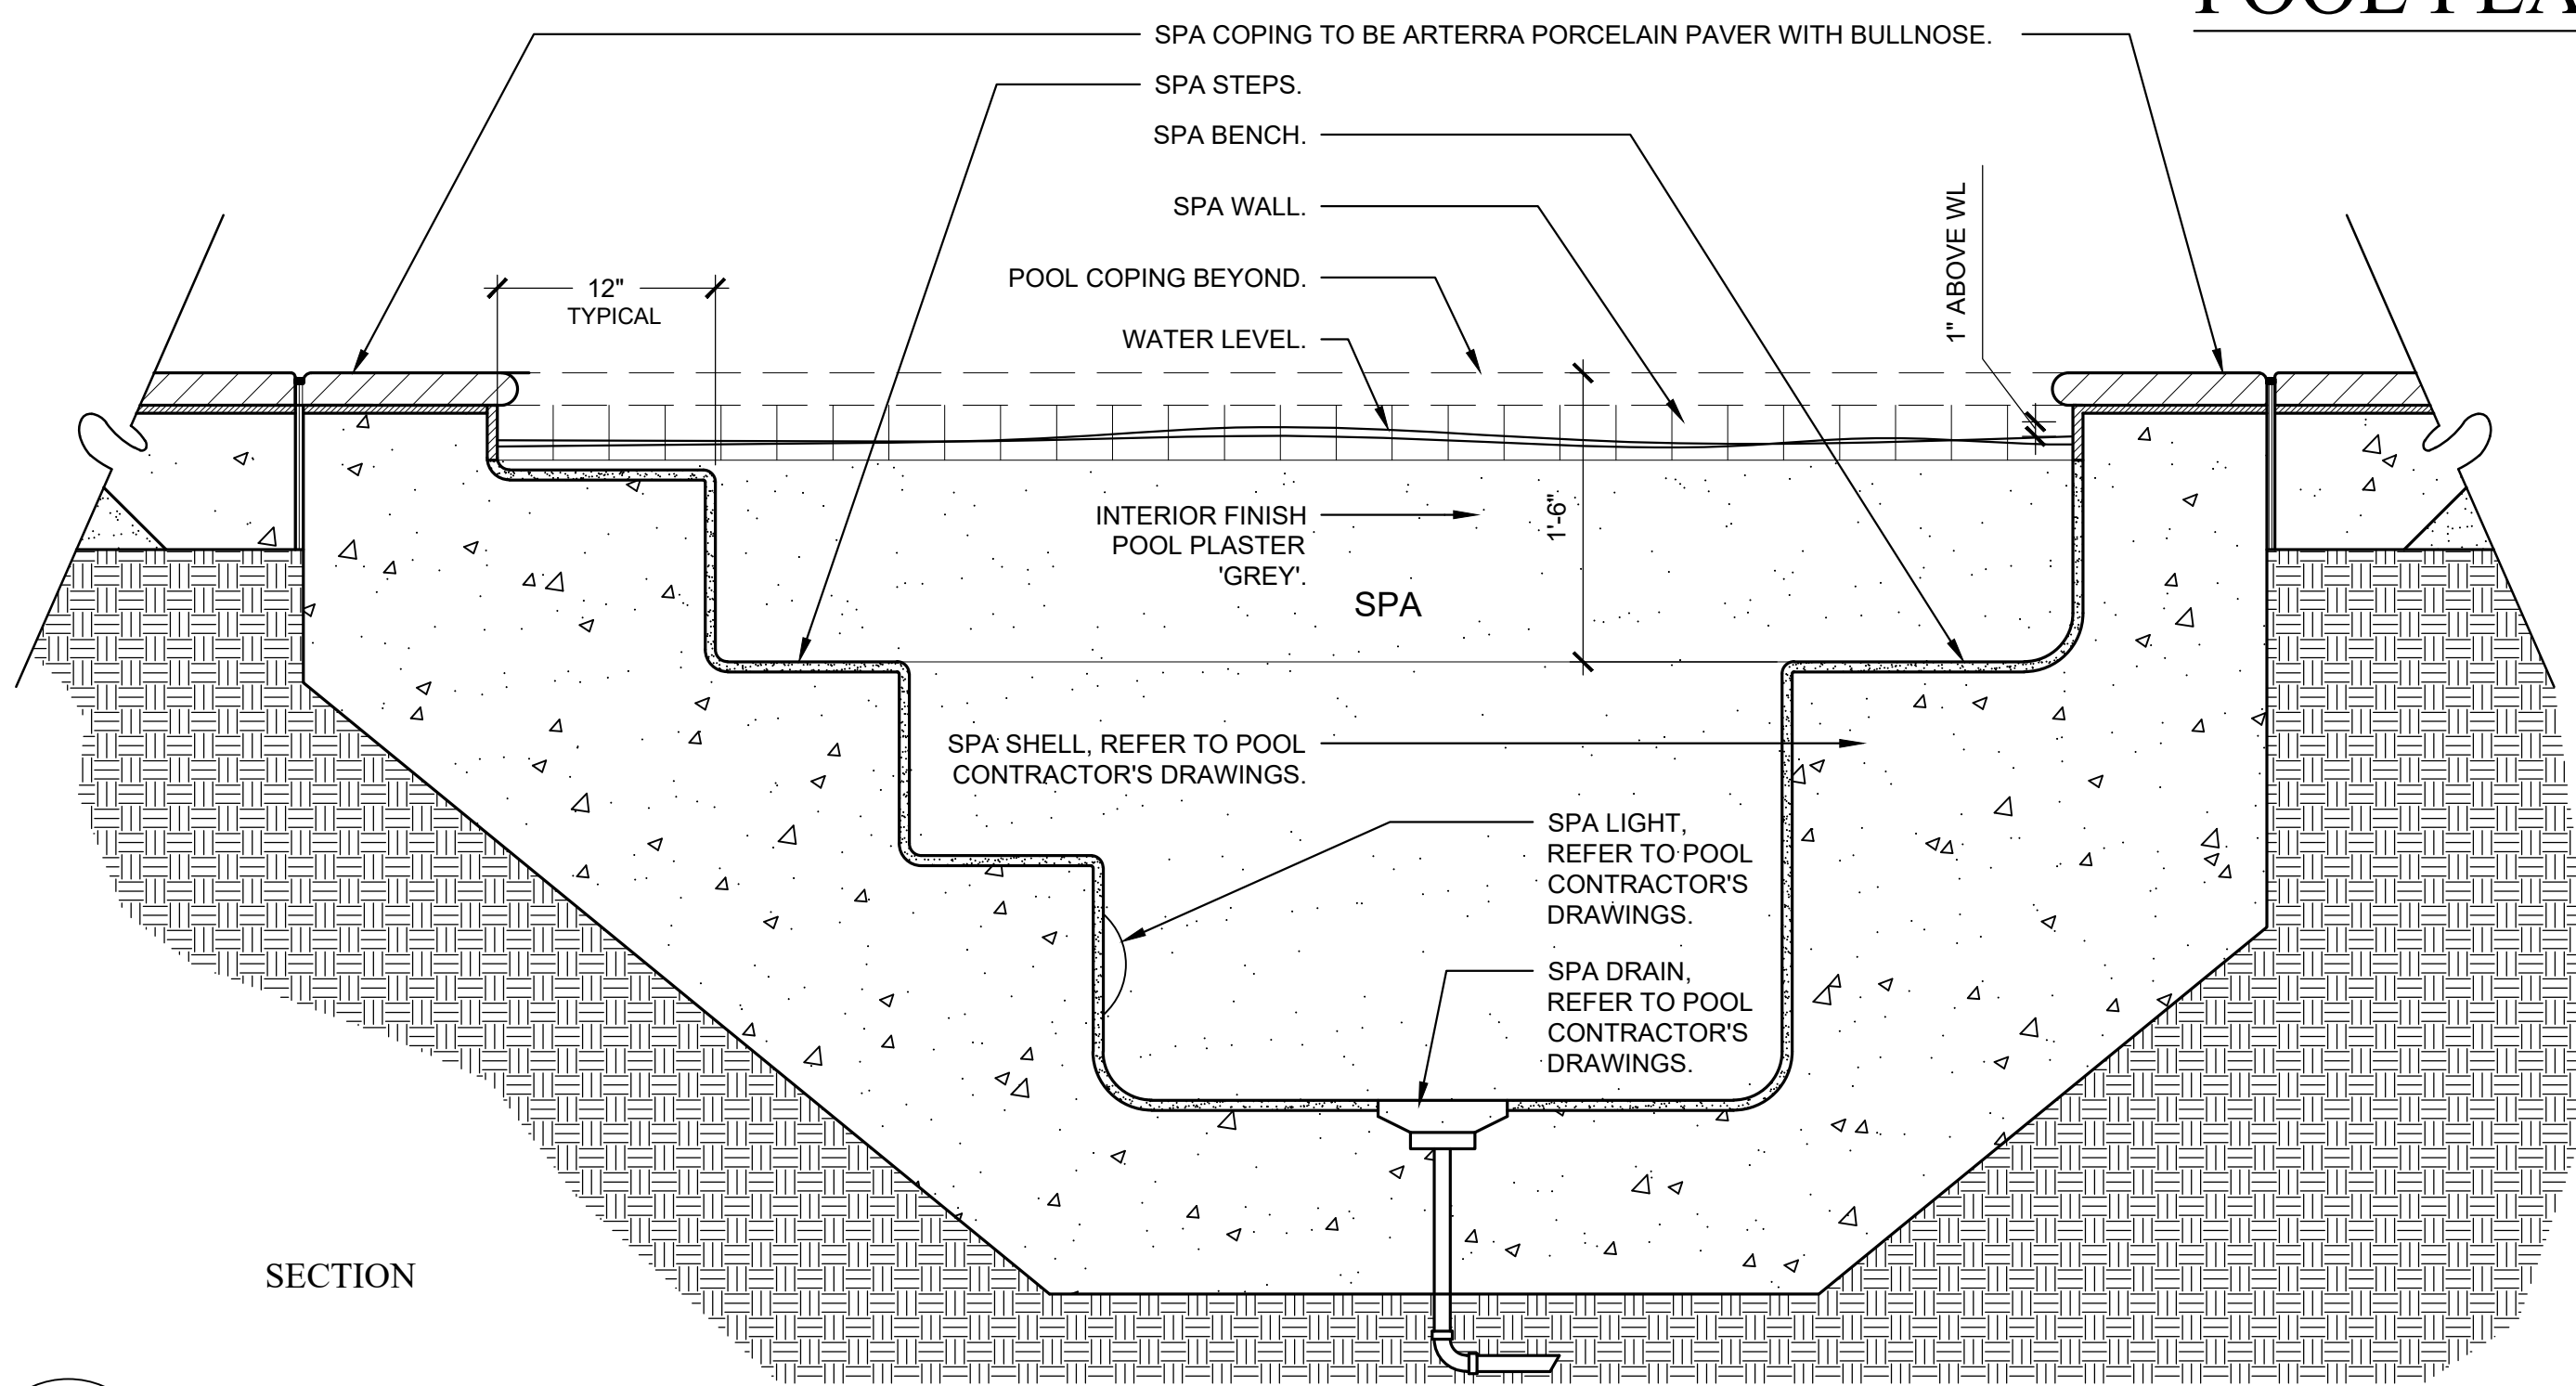 SPA COPING TO BE ARTERRA PORCELAIN PAVER WITH BULLNOSE.
SPA STEPS.
SPA BENCH.
SPA WALL.
POOL COPING BEYOND.
WATER LEVEL.
12"
TYPICAL
1" ABOVE WL
INTERIOR FINISH
POOL PLASTER
'GREY'.
1'-6"
SPA
SPA SHELL, REFER TO POOL
CONTRACTOR'S DRAWINGS.
SPA LIGHT,
REFER TO POOL
CONTRACTOR'S
DRAWINGS.
SPA DRAIN,
REFER TO POOL
CONTRACTOR'S
DRAWINGS.
SECTION